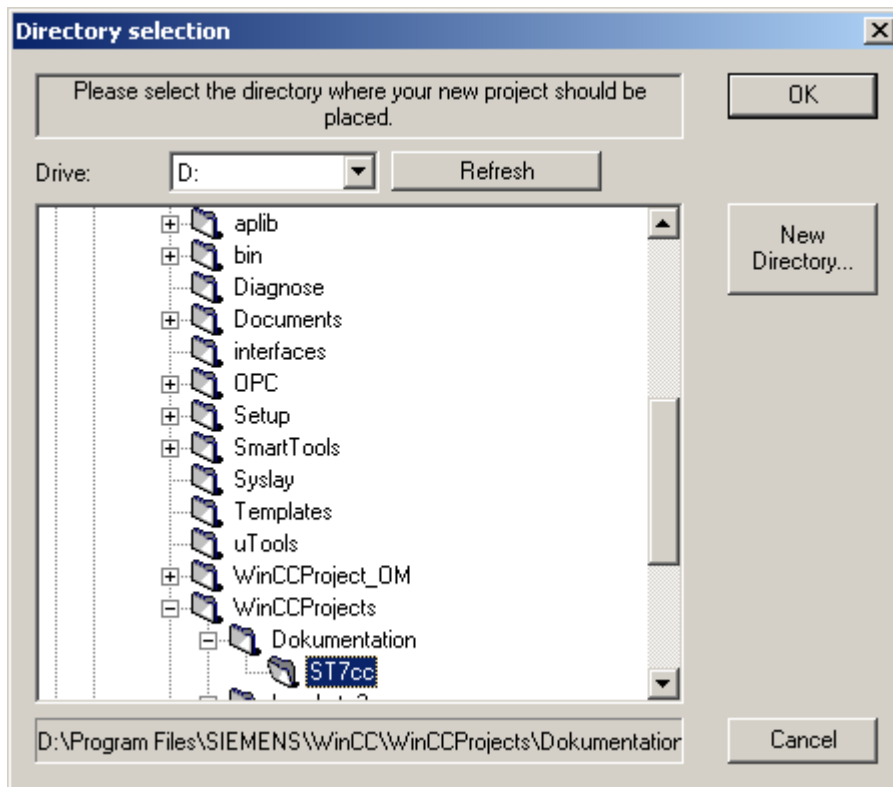 Directory selection
Please select the directory where your new project should be
placed.
OK
Drive:
D:
Refresh
New
Directory...
aplib
bin
Diagnose
Documents
interfaces
OPC
Setup
SmartTools
Syslay
Templates
uTools
WinCCProject_OM
WinCCProjects
Dokumentation
ST7cc
D:\Program Files\SIEMENS\WinCC\WinCCProjects\Dokumentation
Cancel